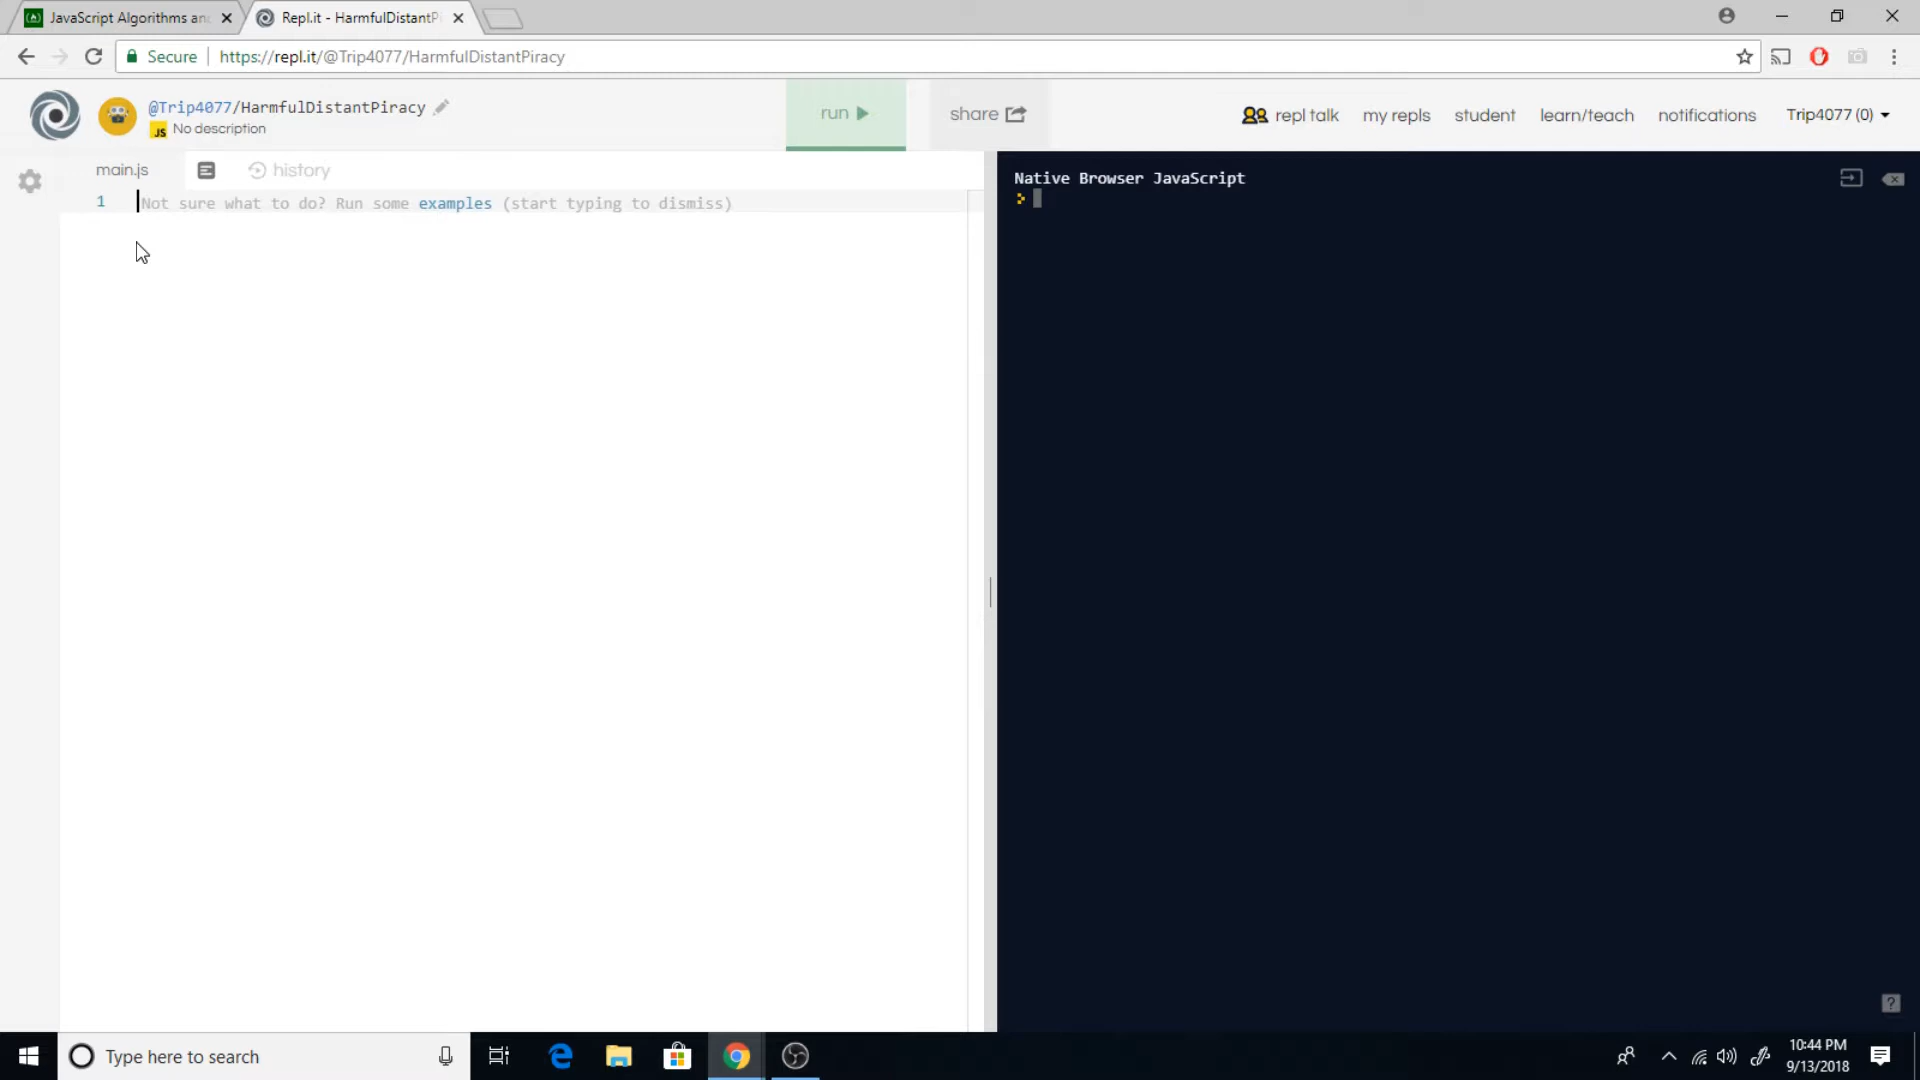 JavaScript Algorithms an
Repl.it - HarmfulDistantPi
Secure
https://repl.it/@Trip4077/HarmfulDistantPiracy
@Trip4077/HarmfulDistantPiracy
JS No description
run
share
repl talk
my repls
student
learn/teach
notifications
Trip4077 (0)
main.js
history
1
Not sure what to do? Run some examples (start typing to dismiss)
Native Browser JavaScript
?
Type here to search
10:44 PM
9/13/2018